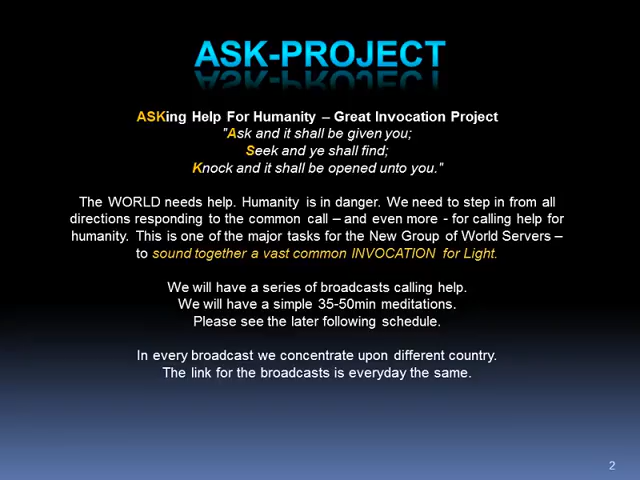 ASK-PROJECT
ASKing Help For Humanity – Great Invocation Project
"Ask and it shall be given you;
Seek and ye shall find;
Knock and it shall be opened unto you."
The WORLD needs help. Humanity is in danger. We need to step in from all
directions responding to the common call – and even more - for calling help for
humanity. This is one of the major tasks for the New Group of World Servers –
to sound together a vast common INVOCATION for Light.
We will have a series of broadcasts calling help.
We will have a simple 35-50min meditations.
Please see the later following schedule.
In every broadcast we concentrate upon different country.
The link for the broadcasts is everyday the same.
2